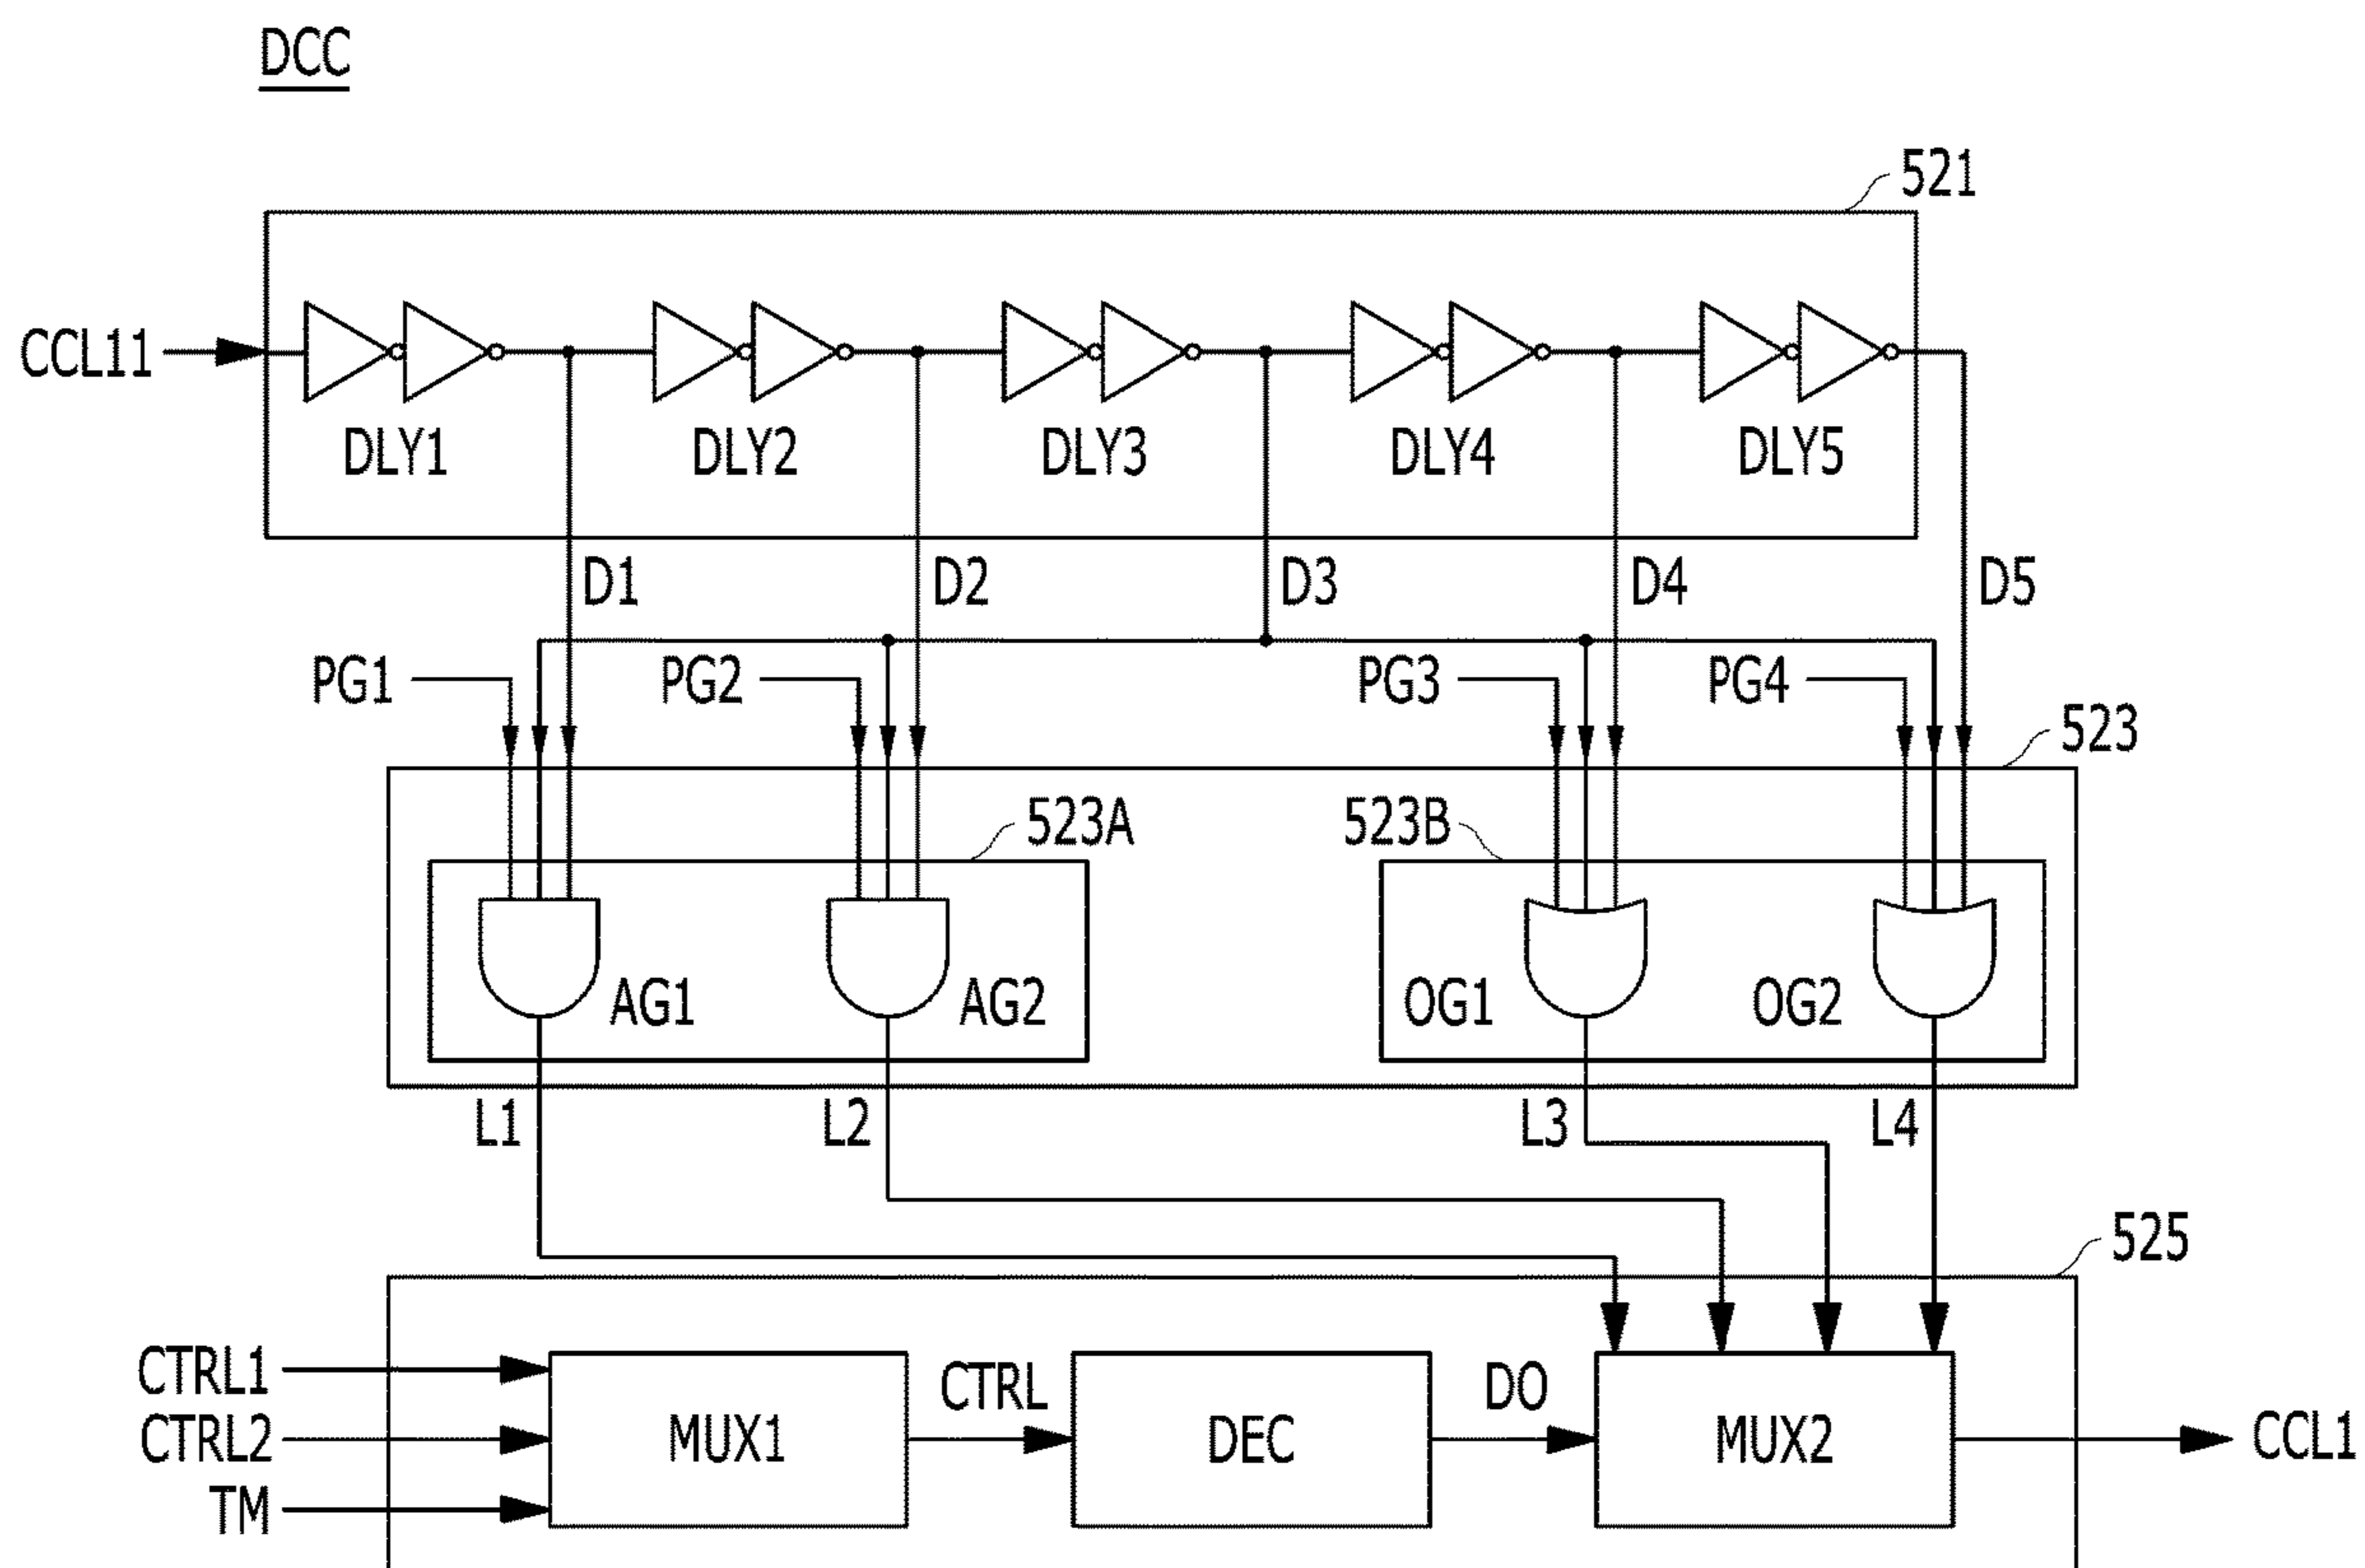 DCC
521
CCL11
DLY1 DLY2 DLY3 DLY4 DLY5
D1 D2 D3 D4 D5
PG1 PG2 PG3 PG4
523
523A 523B
AG1 AG2 OG1 OG2
L1 L2 L3 L4
525
CTRL1
CTRL2
TM
MUX1
CTRL
DEC
DO
MUX2
CCL1